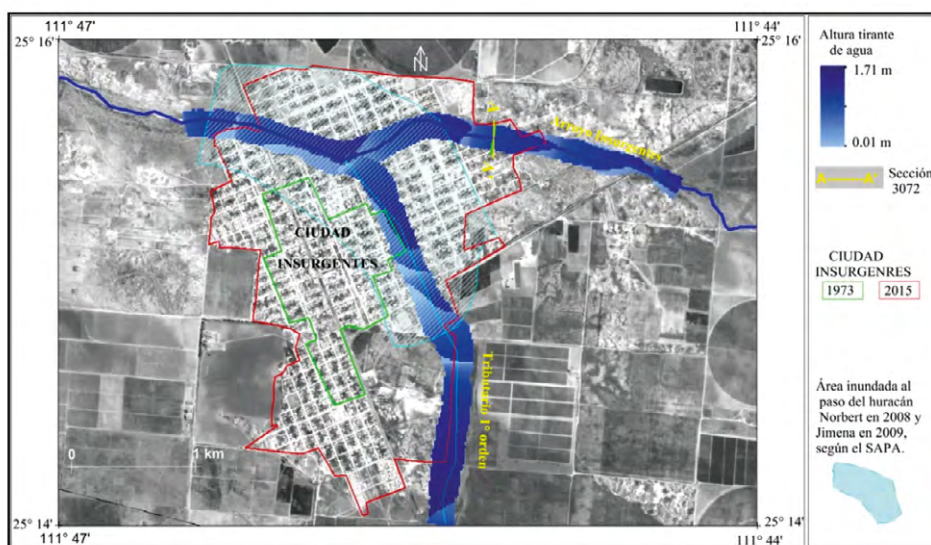 111° 47'
111° 44'
25° 16'
25° 16'
N
A'
A
Arroyo Insurgentes
CIUDAD
INSURGENTES
Tributario 1° orden
0
1 km
25° 14'
25° 14'
111° 47'
111° 44'
Altura tirante
de agua
1.71 m
0.01 m
A A'
Sección
3072
CIUDAD
INSURGENRES
1973
2015
Área inundada al
paso del huracán
Norbert en 2008 y
Jimena en 2009,
según el SAPA.